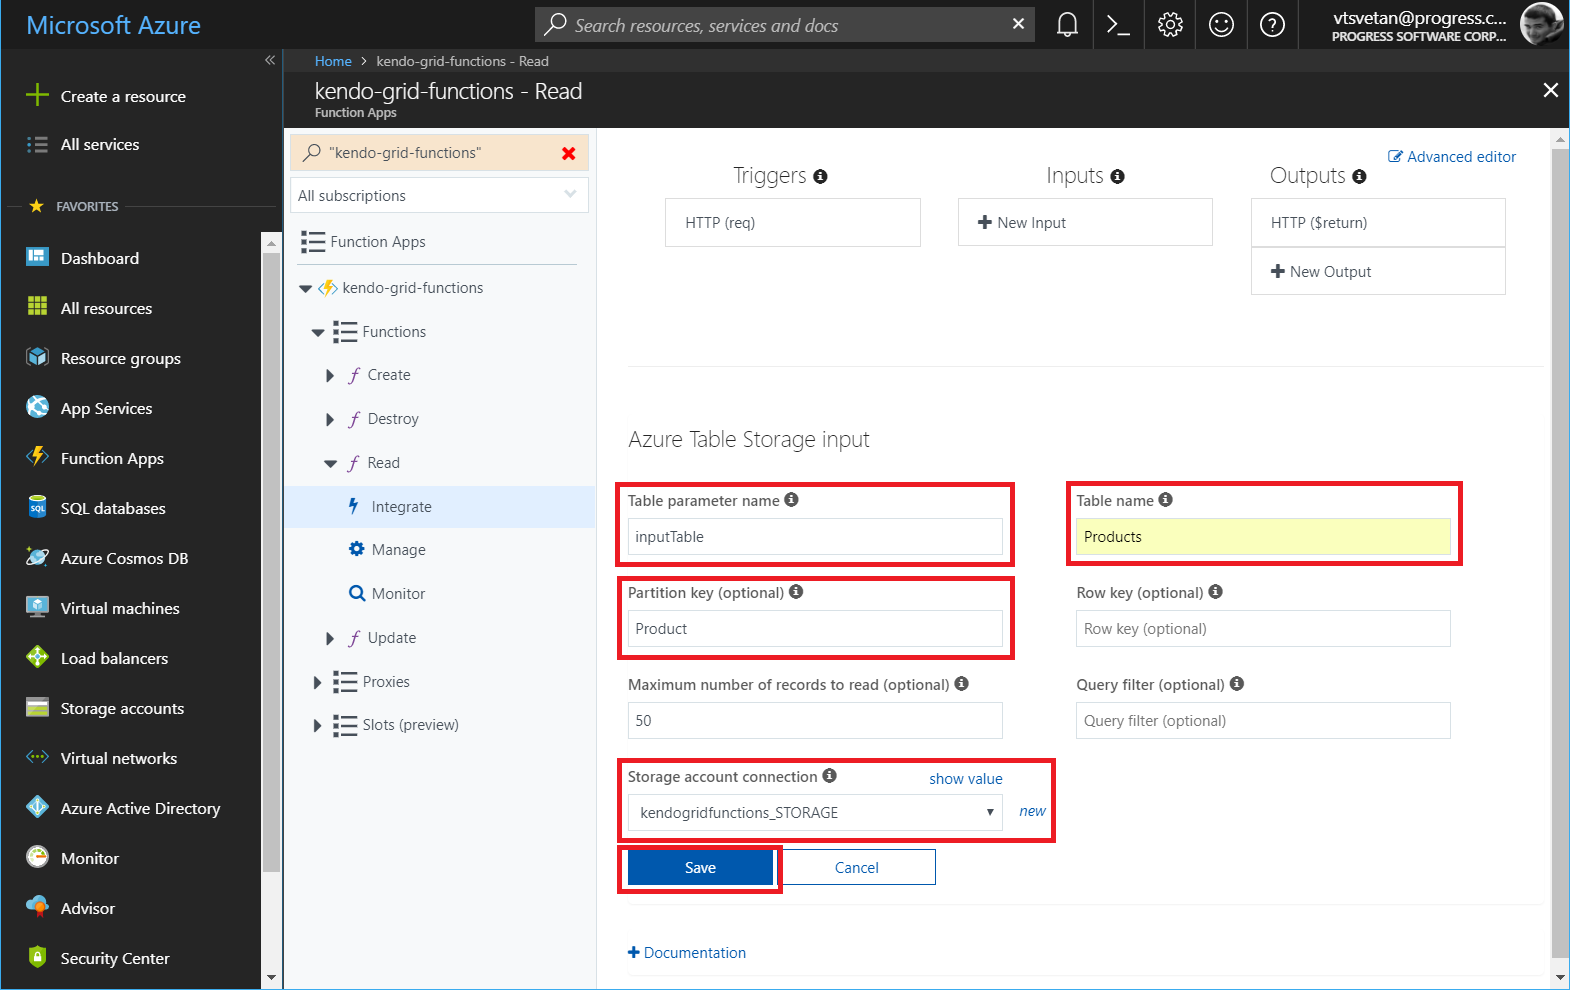 Microsoft Azure
Search resources, services and docs
vtsvetan@progress.c...
PROGRESS SOFTWARE CORP...
Create a resource
All services
FAVORITES
Dashboard
All resources
Resource groups
App Services
Function Apps
SQL databases
Azure Cosmos DB
Virtual machines
Load balancers
Storage accounts
Virtual networks
Azure Active Directory
Monitor
Advisor
Security Center
Home > kendo-grid-functions - Read
kendo-grid-functions - Read
Function Apps
"kendo-grid-functions"
All subscriptions
Function Apps
kendo-grid-functions
Functions
Create
Destroy
Read
Integrate
Manage
Monitor
Update
Proxies
Slots (preview)
Advanced editor
Triggers
HTTP (req)
Inputs
New Input
Outputs
HTTP ($return)
New Output
Azure Table Storage input
Table parameter name
inputTable
Table name
Products
Partition key (optional)
Product
Row key (optional)
Row key (optional)
Maximum number of records to read (optional)
50
Query filter (optional)
Query filter (optional)
Storage account connection
show value
kendogridfunctions_STORAGE
new
Save
Cancel
Documentation